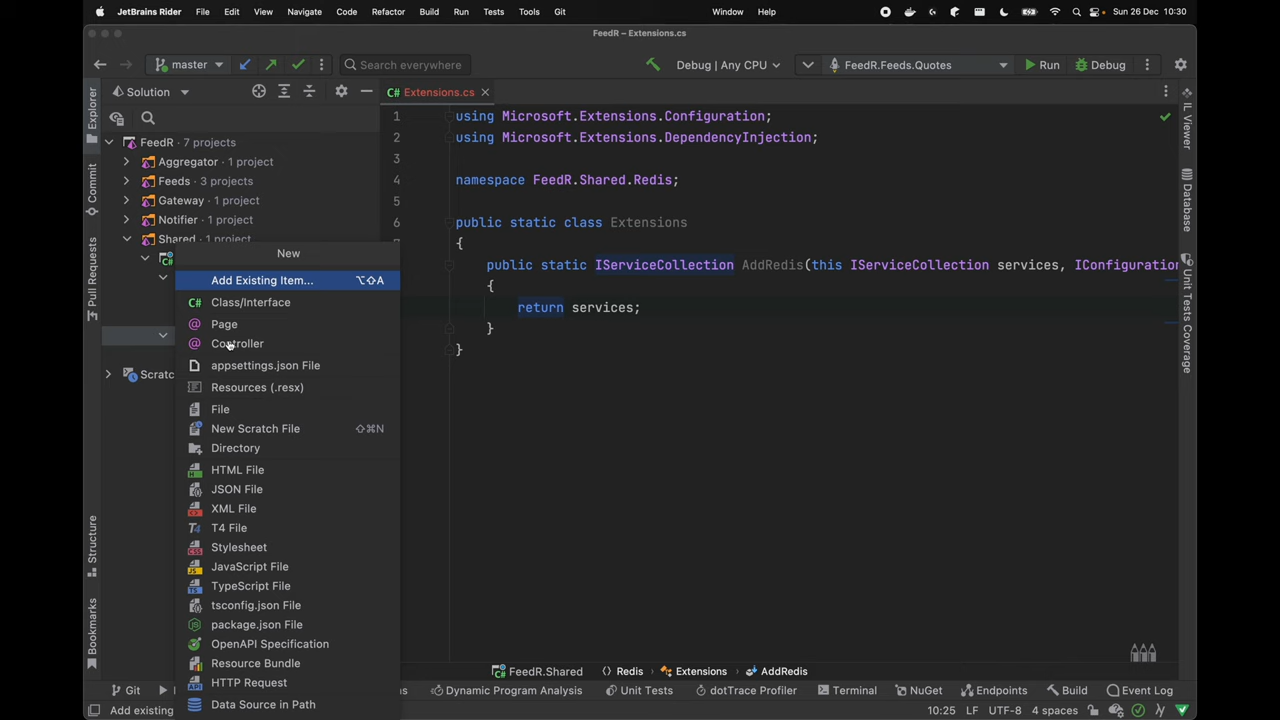 JetBrains Rider File Edit View Navigate Code Refactor Build Run Tests Tools Git Window Help Sun 26 Dec 10:30
FeedR – Extensions.cs
master Search everywhere Debug | Any CPU FeedR.Feeds.Quotes Run Debug
Explorer
Commit
Pull Requests
Structure
Bookmarks
Solution
FeedR · 7 projects
Aggregator · 1 project
Feeds · 3 projects
Gateway · 1 project
Notifier · 1 project
Shared · 1 project
Scratc
New
Add Existing Item... ⌥⇧A
Class/Interface
Page
Controller
appsettings.json File
Resources (.resx)
File
New Scratch File ⇧⌘N
Directory
HTML File
JSON File
XML File
T4 File
Stylesheet
JavaScript File
TypeScript File
tsconfig.json File
package.json File
OpenAPI Specification
Resource Bundle
HTTP Request
Data Source in Path
C# Extensions.cs
1 using Microsoft.Extensions.Configuration;
2 using Microsoft.Extensions.DependencyInjection;
3
4 namespace FeedR.Shared.Redis;
5
6 public static class Extensions
{
public static IServiceCollection AddRedis(this IServiceCollection services, IConfiguration
{
return services;
}
}
IL Viewer
Database
Unit Tests Coverage
FeedR.Shared Redis Extensions AddRedis
Git Dynamic Program Analysis Unit Tests dotTrace Profiler Terminal NuGet Endpoints Build Event Log
Add existing 10:25 LF UTF-8 4 spaces